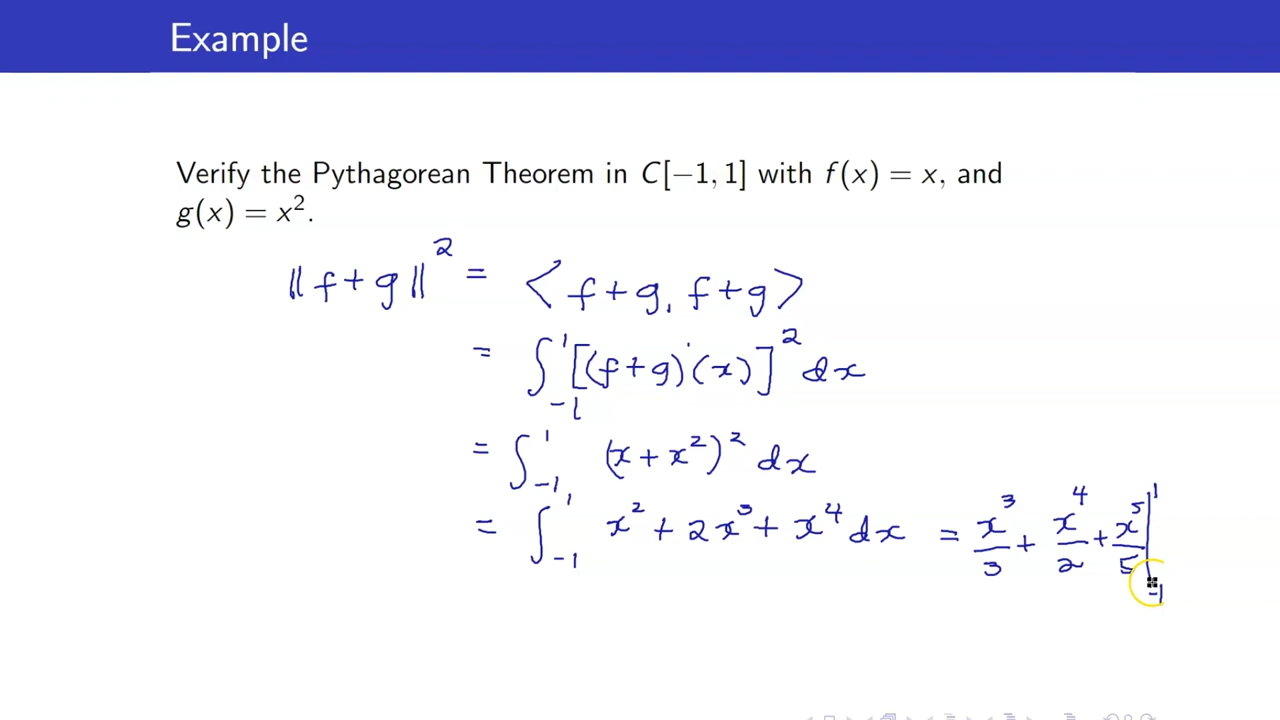 Example
Verify the Pythagorean Theorem in C[−1, 1] with f(x) = x, and
g(x) = x².
‖f+g‖² = <f+g, f+g>
= ∫₋₁¹ [(f+g)(x)]² dx
= ∫₋₁¹ (x+x²)² dx
= ∫₋₁¹ x² + 2x³ + x⁴ dx = x³/3 + x⁴/2 + x⁵/5 |₋₁¹